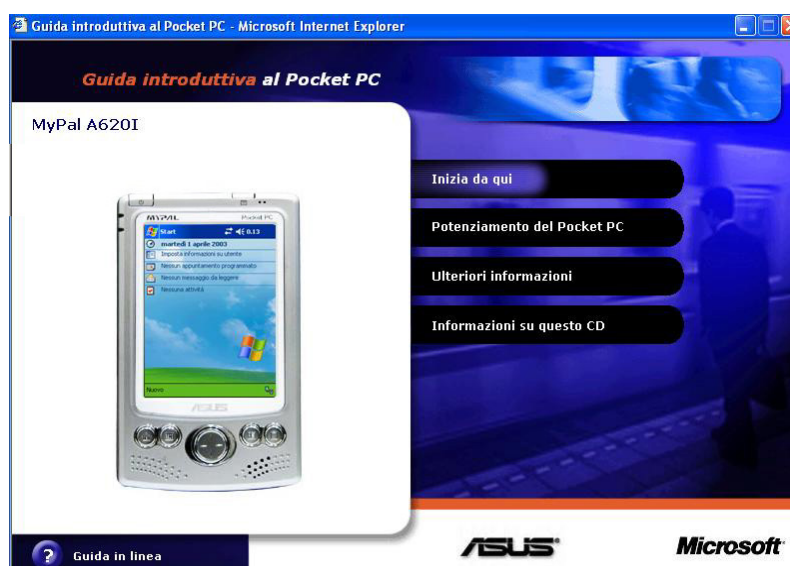 Guida introduttiva al Pocket PC - Microsoft Internet Explorer
Guida introduttiva al Pocket PC
MyPal A620I
MYPAL Pocket PC
Start 0.13
martedì 1 aprile 2003
Imposta informazioni su utente
Nessun appuntamento programmato
Nessun messaggio da leggere
Nessuna attività
Nuovo
ASUS
Inizia da qui
Potenziamento del Pocket PC
Ulteriori informazioni
Informazioni su questo CD
Guida in linea
ASUS
Microsoft